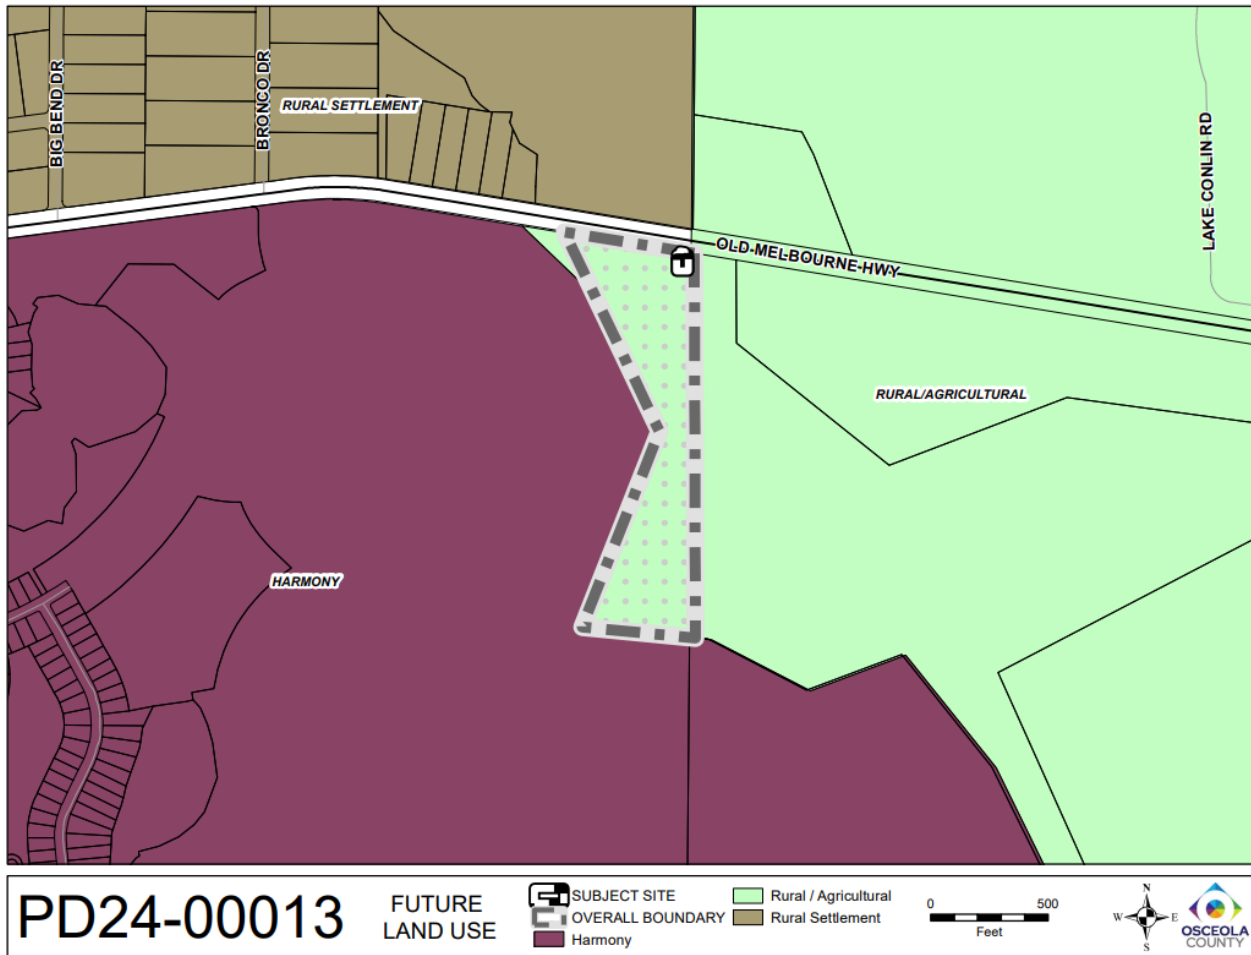 BIG BEND DR
BRONCO DR
RURAL SETTLEMENT
LAKE CONLIN RD
OLD MELBOURNE HWY
RURAL/AGRICULTURAL
HARMONY
PD24-00013
FUTURE
LAND USE
SUBJECT SITE
OVERALL BOUNDARY
Harmony
Rural / Agricultural
Rural Settlement
0 500
Feet
N
W E
S
OSCEOLA
COUNTY